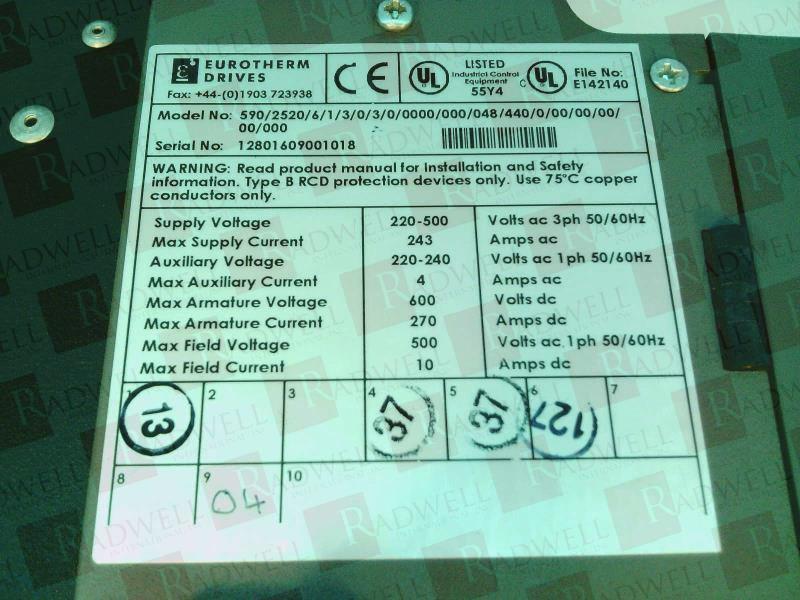 EUROTHERM
DRIVES
Fax: +44-(0)1903 723938
CE
UL
LISTED
Industrial Control
Equipment
55Y4
C UL
File No:
E142140
Model No: 590/2520/6/1/3/0/3/0/0000/000/048/440/0/00/00/00/
00/000
Serial No: 12801609001018
WARNING: Read product manual for Installation and Safety
information. Type B RCD protection devices only. Use 75°C copper
conductors only.
Supply Voltage 220-500 Volts ac 3ph 50/60Hz
Max Supply Current 243 Amps ac
Auxiliary Voltage 220-240 Volts ac 1ph 50/60Hz
Max Auxiliary Current 4 Amps ac
Max Armature Voltage 600 Volts dc
Max Armature Current 270 Amps dc
Max Field Voltage 500 Volts ac 1ph 50/60Hz
Max Field Current 10 Amps dc
2 3 4 5 6 7
13 37 37 127
8 9 10
04
RADWELL